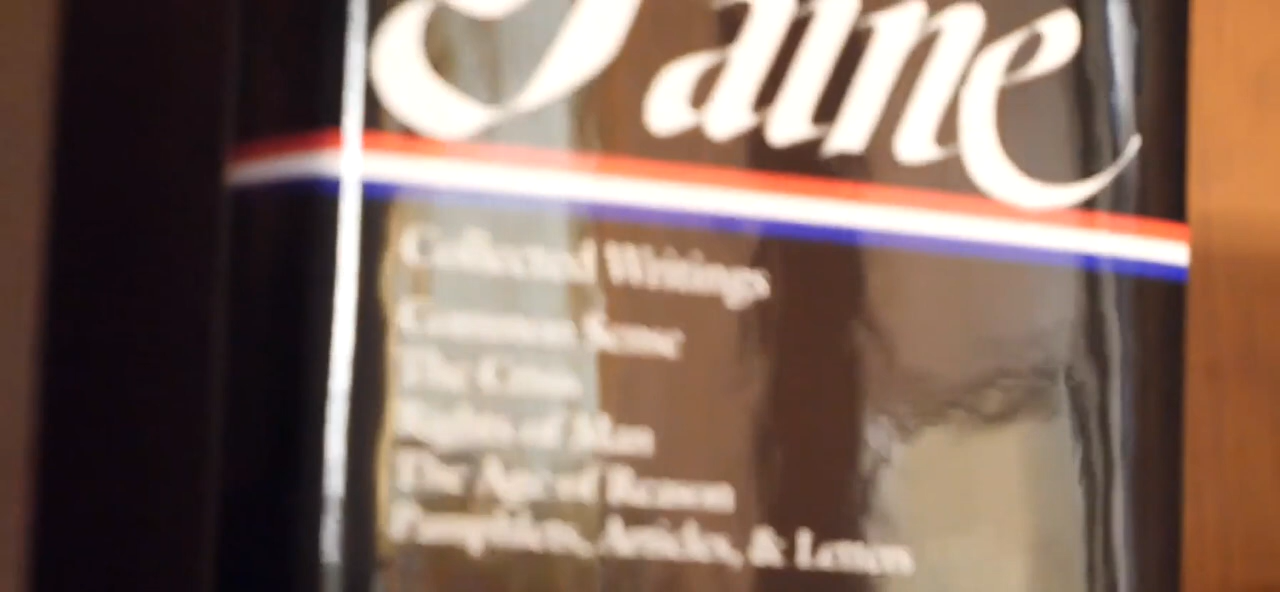 Paine
Collected Writings
Common Sense
The Crisis
Rights of Man
The Age of Reason
Pamphlets, Articles, & Letters